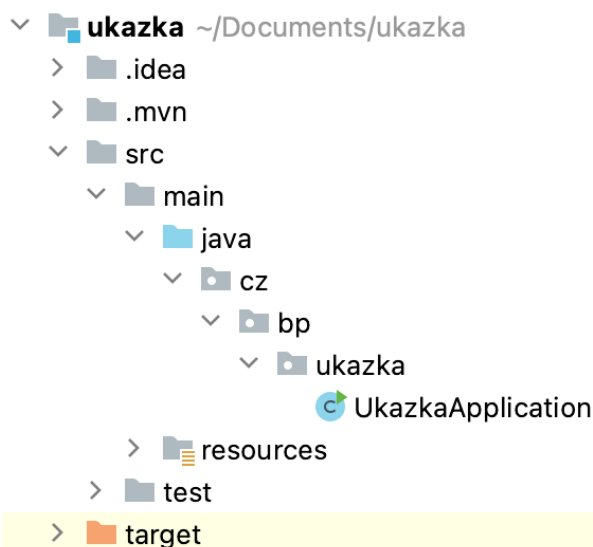 ukazka ~/Documents/ukazka
.idea
.mvn
src
main
java
cz
bp
ukazka
C UkazkaApplication
resources
test
target